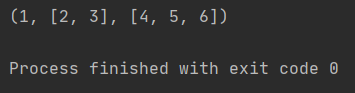 (1, [2, 3], [4, 5, 6])
Process finished with exit code 0